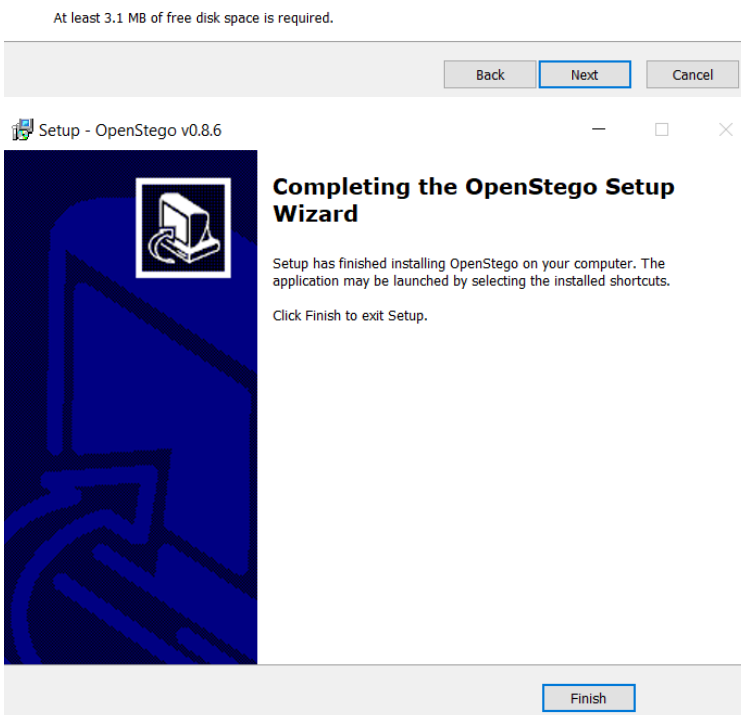 At least 3.1 MB of free disk space is required.
Back Next Cancel
Setup - OpenStego v0.8.6
Completing the OpenStego Setup
Wizard
Setup has finished installing OpenStego on your computer. The
application may be launched by selecting the installed shortcuts.
Click Finish to exit Setup.
Finish